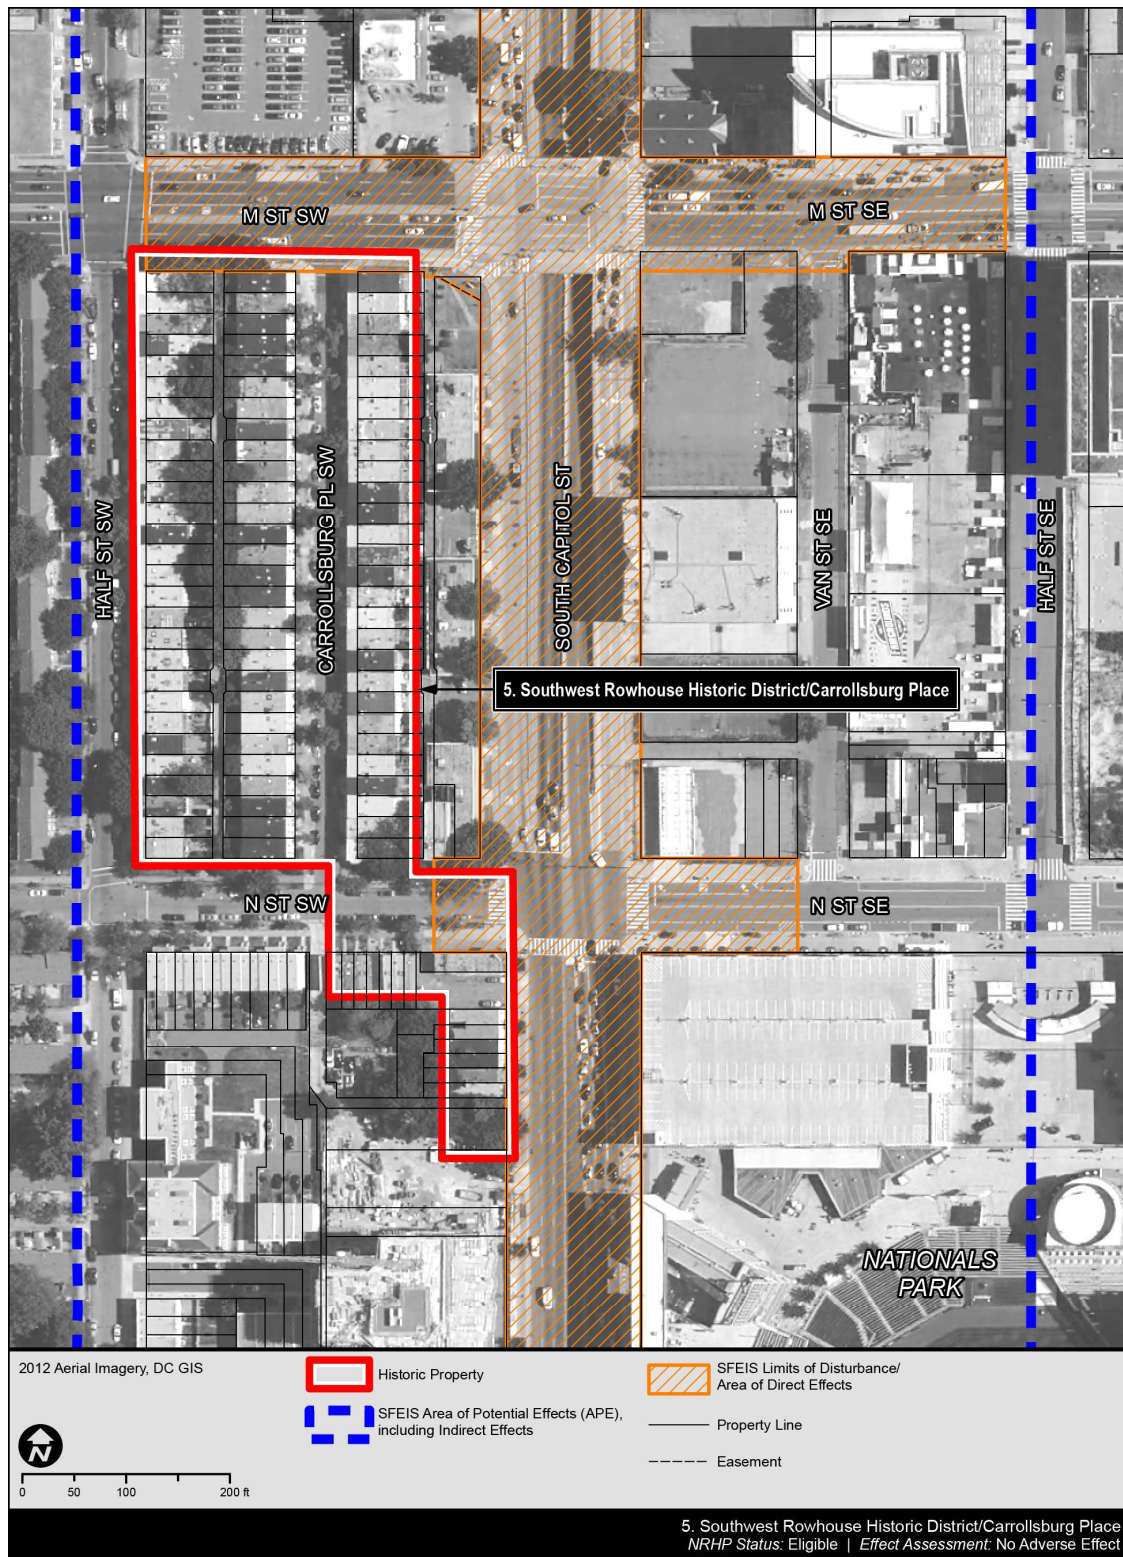 M ST SW
M ST SE
HALF ST SW
CARROLLSBURG PL SW
SOUTH CAPITOL ST
VAN ST SE
HALF ST SE
5. Southwest Rowhouse Historic District/Carrollsburg Place
N ST SW
N ST SE
NATIONALS
PARK
2012 Aerial Imagery, DC GIS
Historic Property
SFEIS Area of Potential Effects (APE),
including Indirect Effects
SFEIS Limits of Disturbance/
Area of Direct Effects
Property Line
Easement
N
0 50 100 200 ft
5. Southwest Rowhouse Historic District/Carrollsburg Place
NRHP Status: Eligible | Effect Assessment: No Adverse Effect